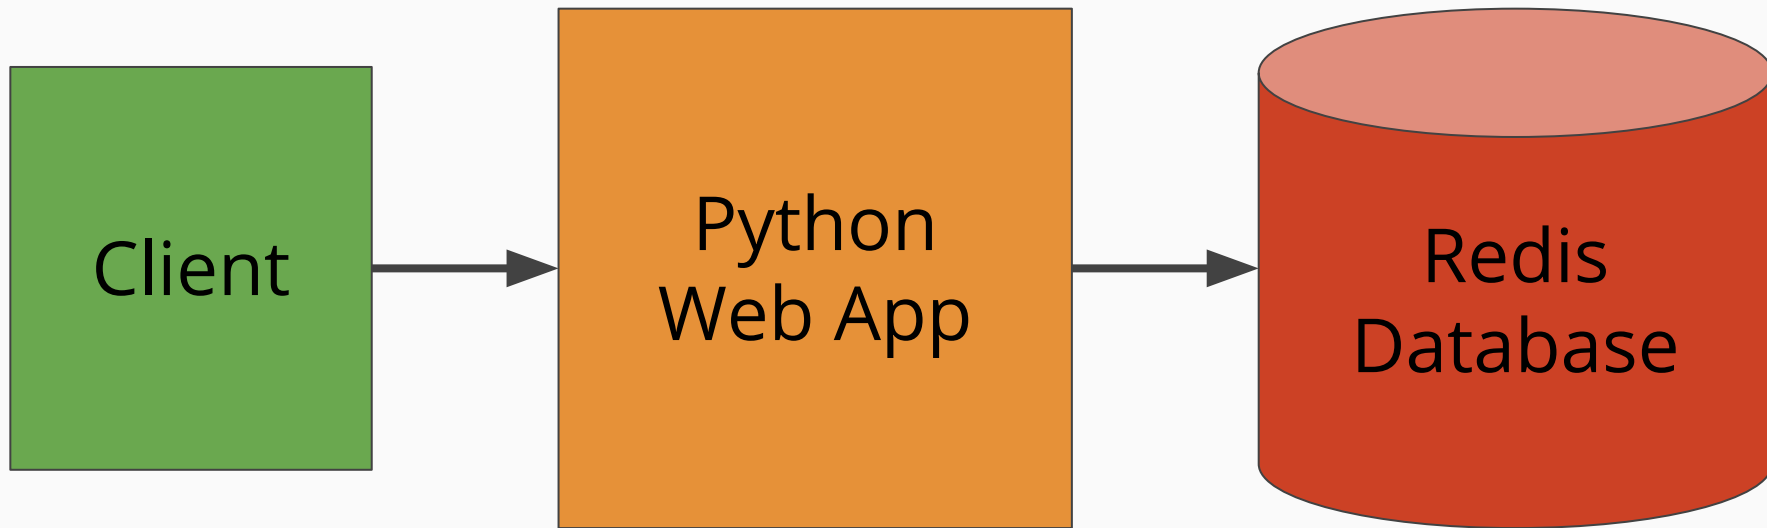 Client
Python
Web App
Redis
Database